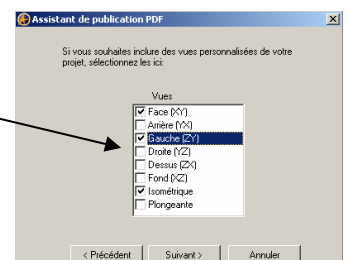 Assistant de publication PDF
Si vous souhaites inclure des vues personnalisées de votre
projet, sélectionnez les ici:
Vues
Face (XY)
Arrière (YX)
Gauche (ZY)
Droite (YZ)
Dessus (ZX)
Fond (XZ)
Isométrique
Plongeante
< Précédent
Suivant >
Annuler